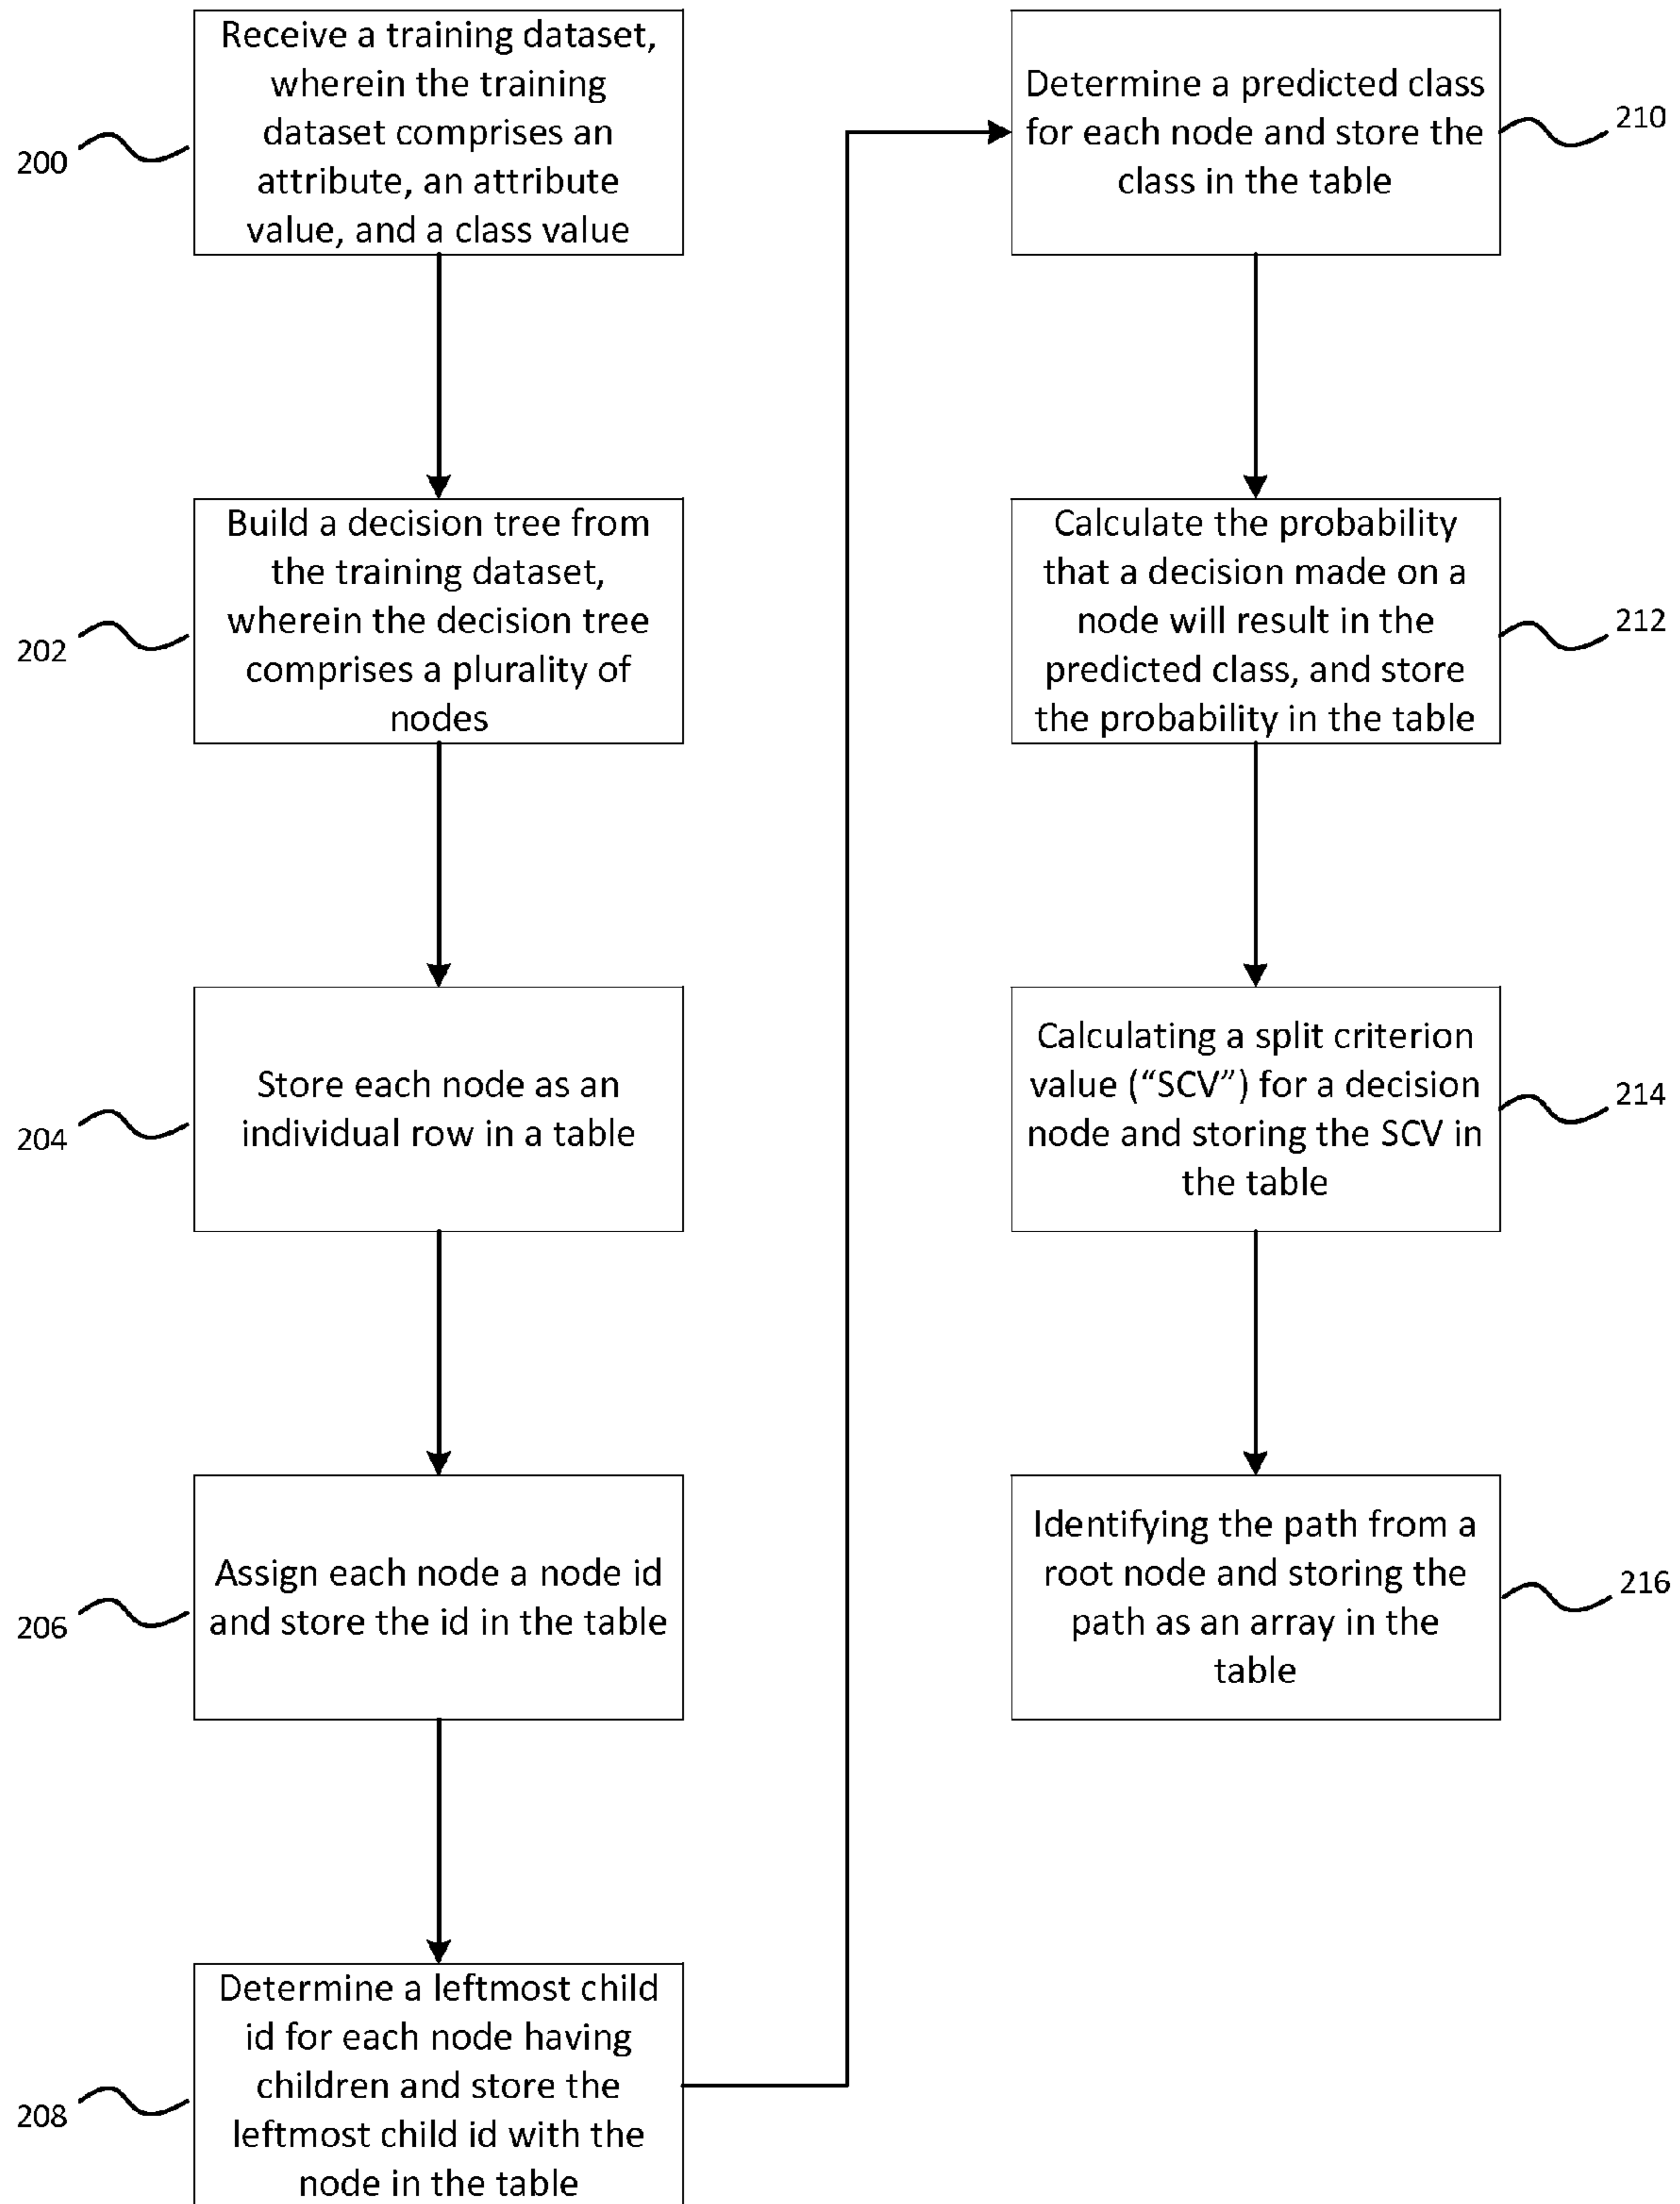 Receive a training dataset,
wherein the training
dataset comprises an
attribute, an attribute
value, and a class value
200
Build a decision tree from
the training dataset,
wherein the decision tree
comprises a plurality of
nodes
202
Store each node as an
individual row in a table
204
Assign each node a node id
and store the id in the table
206
Determine a leftmost child
id for each node having
children and store the
leftmost child id with the
node in the table
208
Determine a predicted class
for each node and store the
class in the table
210
Calculate the probability
that a decision made on a
node will result in the
predicted class, and store
the probability in the table
212
Calculating a split criterion
value (“SCV”) for a decision
node and storing the SCV in
the table
214
Identifying the path from a
root node and storing the
path as an array in the
table
216